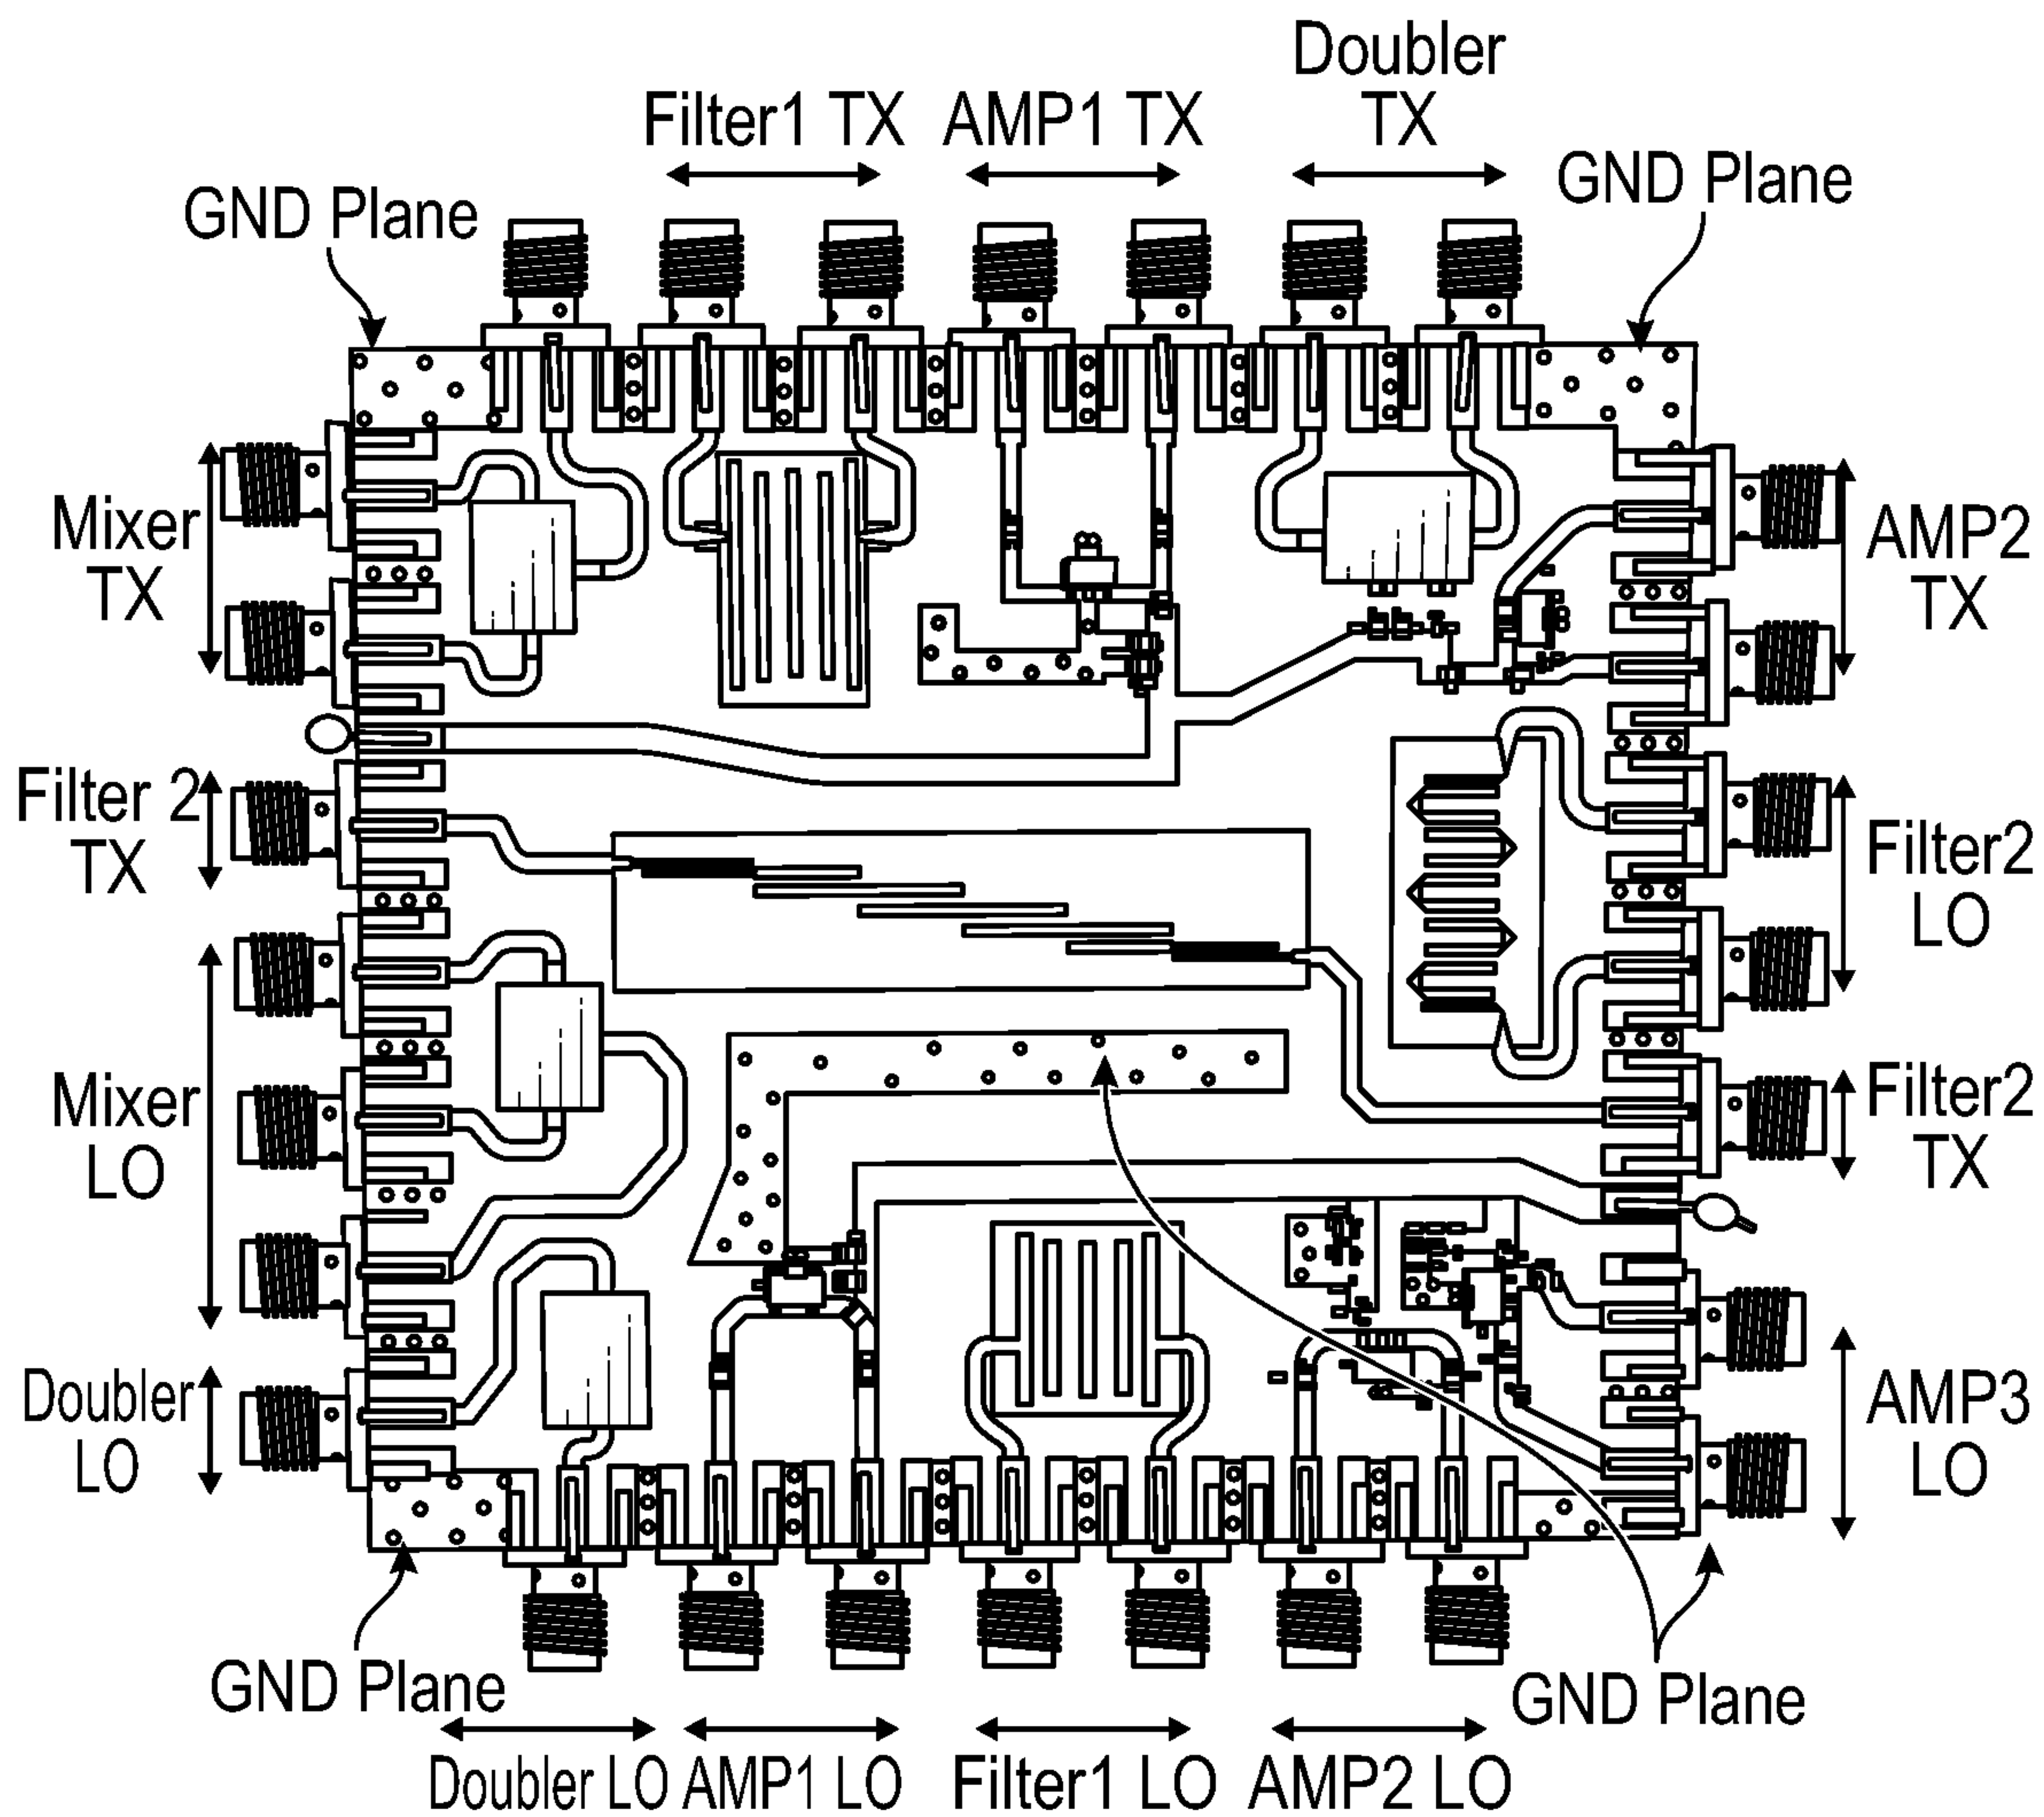 Doubler
TX
Filter1 TX
AMP1 TX
GND Plane
GND Plane
Mixer
TX
AMP2
TX
Filter 2
TX
Filter2
LO
Mixer
LO
Filter2
TX
Doubler
LO
AMP3
LO
GND Plane
GND Plane
Doubler LO
AMP1 LO
Filter1 LO
AMP2 LO